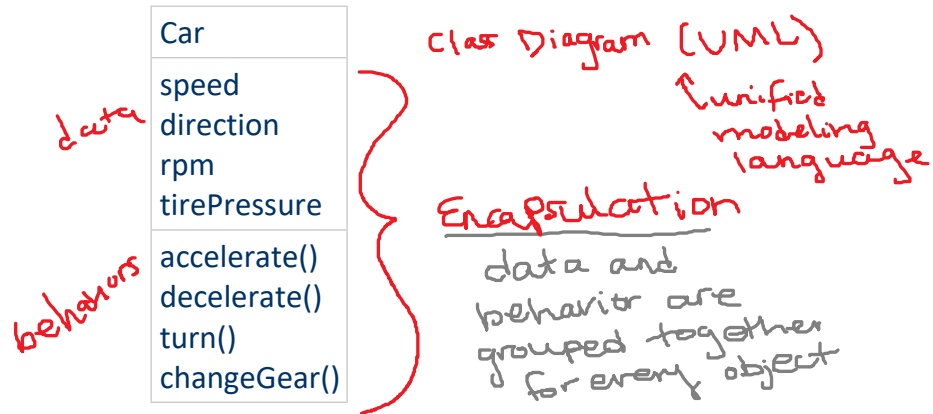 Car
speed
direction
rpm
tirePressure
accelerate()
decelerate()
turn()
changeGear()
data
behaviors
Class Diagram (UML)
unified
modeling
language
Encapsulation
data and
behavior are
grouped together
for every object